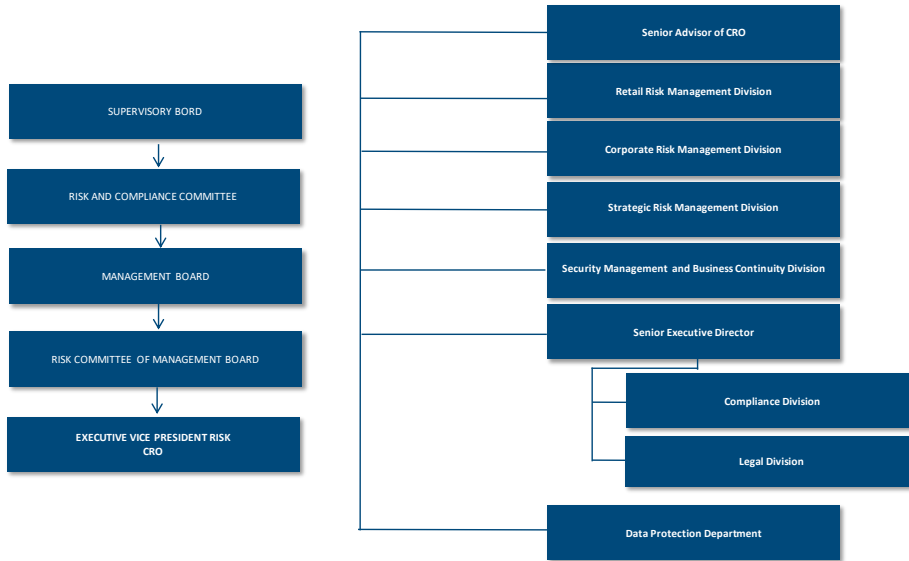 SUPERVISORY BORD
RISK AND COMPLIANCE COMMITTEE
MANAGEMENT BOARD
RISK COMMITTEE OF MANAGEMENT BOARD
EXECUTIVE VICE PRESIDENT RISK
CRO
Senior Advisor of CRO
Retail Risk Management Division
Corporate Risk Management Division
Strategic Risk Management Division
Security Management and Business Continuity Division
Senior Executive Director
Compliance Division
Legal Division
Data Protection Department